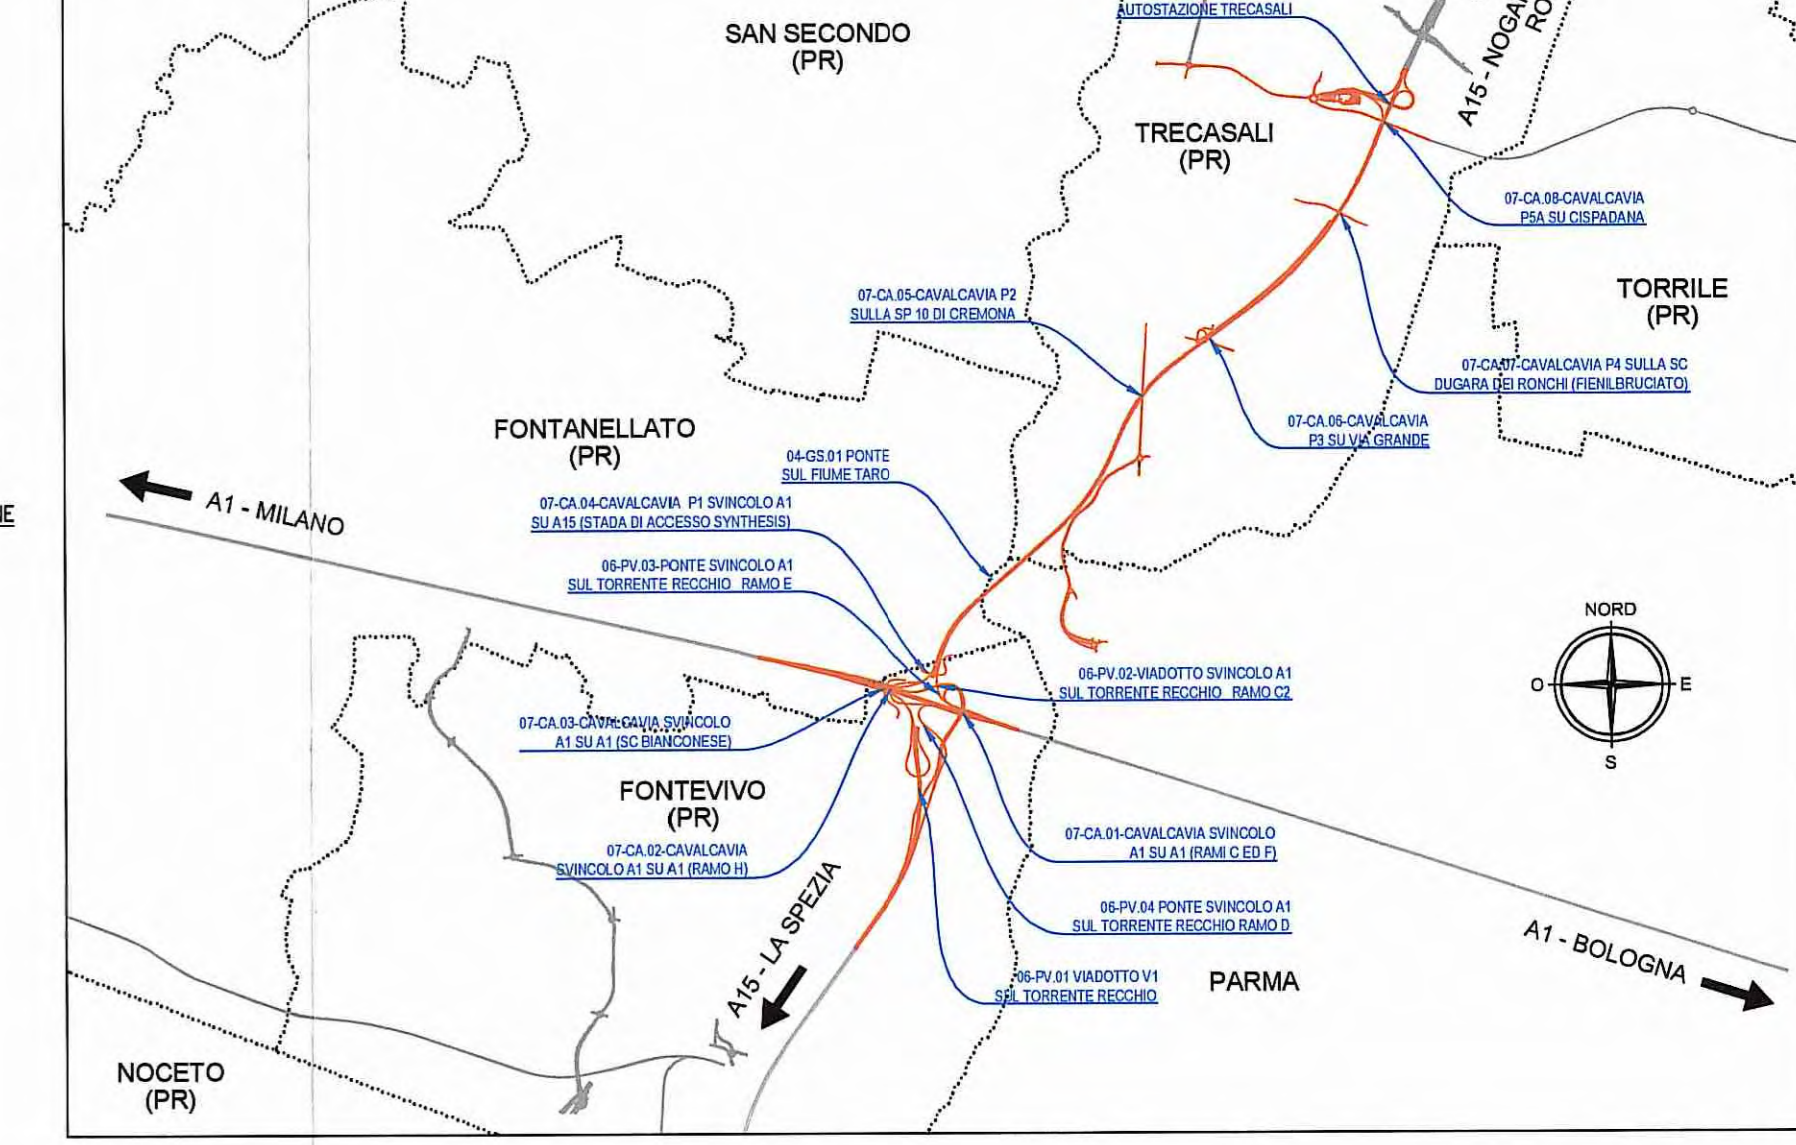 AUTOSTAZIONE TRECASALI
SAN SECONDO
(PR)
A15 - NOGA
RO
TRECASALI
(PR)
07-CA.08-CAVALCAVIA
P5A SU CISPADANA
TORRILE
(PR)
07-CA.05-CAVALCAVIA P2
SULLA SP 10 DI CREMONA
07-CA.07-CAVALCAVIA P4 SULLA SC
DUGARA DEI RONCHI (FIENILBRUCIATO)
07-CA.06-CAVALCAVIA
P3 SU VIA GRANDE
FONTANELLATO
(PR)
04-GS.01 PONTE
SUL FIUME TARO
A1 - MILANO
NE
07-CA.04-CAVALCAVIA P1 SVINCOLO A1
SU A15 (STADA DI ACCESSO SYNTHESIS)
06-PV.03-PONTE SVINCOLO A1
SUL TORRENTE RECCHIO RAMO E
NORD
O
E
S
06-PV.02-VIADOTTO SVINCOLO A1
SUL TORRENTE RECCHIO RAMO C2
07-CA.03-CAVALCAVIA SVINCOLO
A1 SU A1 (SC BIANCONESE)
FONTEVIVO
(PR)
07-CA.01-CAVALCAVIA SVINCOLO
A1 SU A1 (RAMI C ED F)
07-CA.02-CAVALCAVIA
SVINCOLO A1 SU A1 (RAMO H)
06-PV.04 PONTE SVINCOLO A1
SUL TORRENTE RECCHIO RAMO D
A15 - LA SPEZIA
A1 - BOLOGNA
06-PV.01 VIADOTTO V1
SUL TORRENTE RECCHIO
PARMA
NOCETO
(PR)